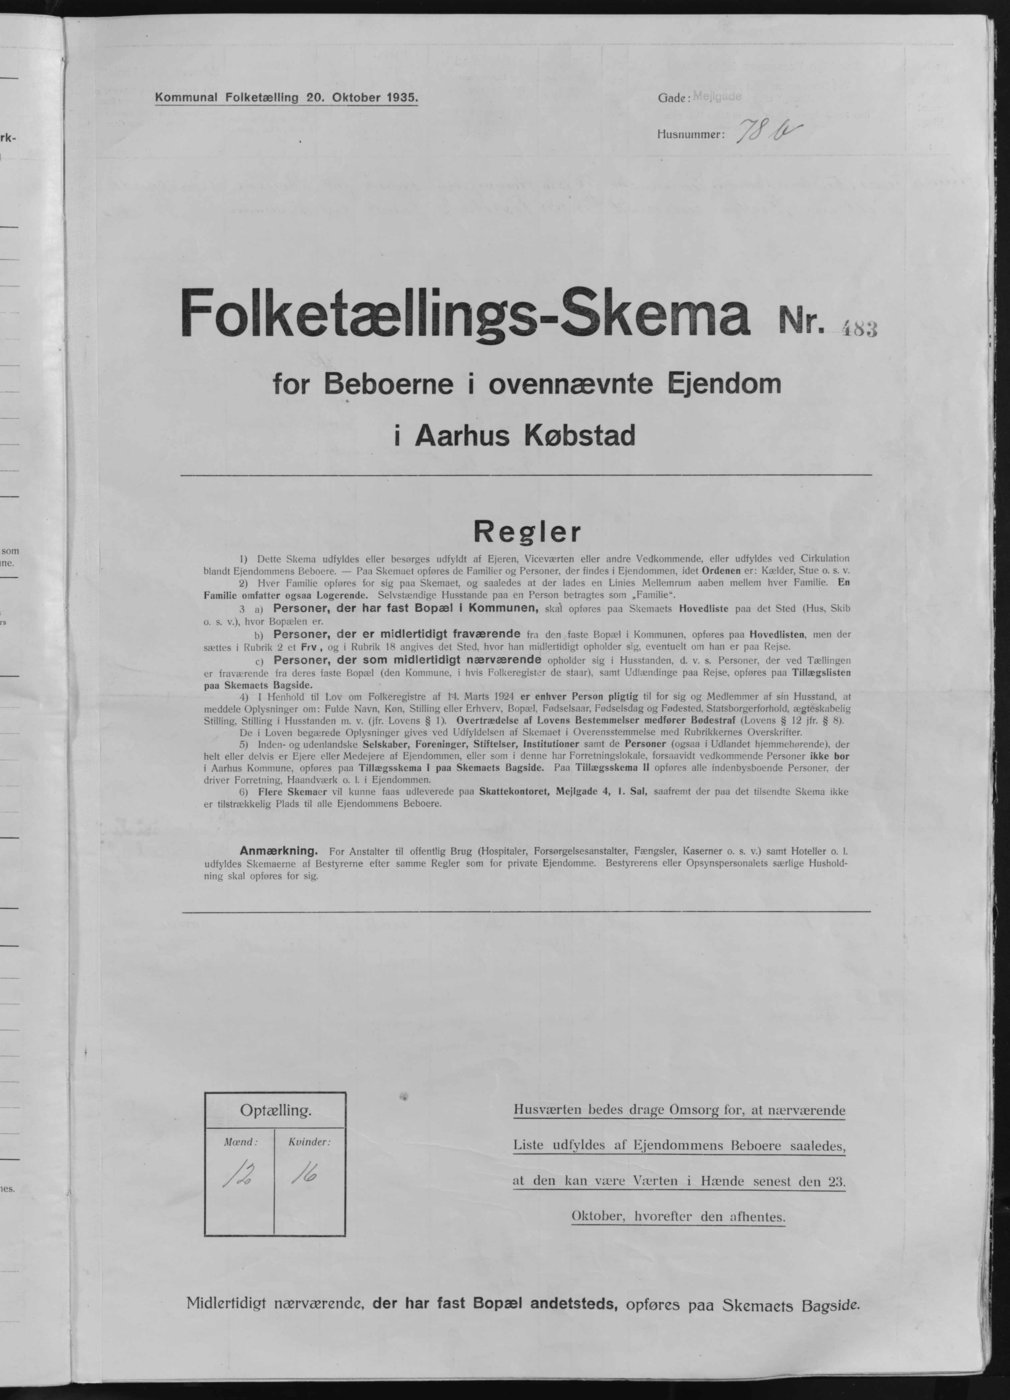 Kommunal Folketælling 20. Oktober 1935.
Gade: Mejlgade
Husnummer: 78 b
Folketællings-Skema Nr. 483
for Beboerne i ovennævnte Ejendom
i Aarhus Købstad
Regler
1) Dette Skema udfyldes eller besørges udfyldt af Ejeren, Viceværten eller andre Vedkommende, eller udfyldes ved Cirkulation
blandt Ejendommens Beboere. — Paa Skemaet opføres de Familier og Personer, der findes i Ejendommen, idet Ordenen er: Kælder, Stue o. s. v.
2) Hver Familie opføres for sig paa Skemaet, og saaledes at der lades en Linies Mellemrum aaben mellem hver Familie. En
Familie omfatter ogsaa Logerende. Selvstændige Husstande paa en Person betragtes som „Familie“.
3 a) Personer, der har fast Bopæl i Kommunen, skal opføres paa Skemaets Hovedliste paa det Sted (Hus, Skib
o. s. v.), hvor Bopælen er.
b) Personer, der er midlertidigt fraværende fra den faste Bopæl i Kommunen, opføres paa Hovedlisten, men der
sættes i Rubrik 2 et Frv., og i Rubrik 18 angives det Sted, hvor han midlertidigt opholder sig, eventuelt om han er paa Rejse.
c) Personer, der som midlertidigt nærværende opholder sig i Husstanden, d. v. s. Personer, der ved Tællingen
er fraværende fra deres faste Bopæl (den Kommune, i hvis Folkeregister de staar), samt Udlændinge paa Rejse, opføres paa Tillægslisten
paa Skemaets Bagside.
4) I Henhold til Lov om Folkeregistre af 14. Marts 1924 er enhver Person pligtig til for sig og Medlemmer af sin Husstand, at
meddele Oplysninger om: Fulde Navn, Køn, Stilling eller Erhverv, Bopæl, Fødselsaar, Fødselsdag og Fødested, Statsborgerforhold, ægteskabelig
Stilling, Stilling i Husstanden m. v. (jfr. Lovens § 1). Overtrædelse af Lovens Bestemmelser medfører Bødestraf (Lovens § 12 jfr. § 8).
De i Loven begærede Oplysninger gives ved Udfyldelsen af Skemaet i Overensstemmelse med Rubrikkernes Overskrifter.
5) Inden- og udenlandske Selskaber, Foreninger, Stiftelser, Institutioner samt de Personer (ogsaa i Udlandet hjemmehørende), der
helt eller delvis er Ejere eller Medejere af Ejendommen, eller som i denne har Forretningslokale, forsaavidt vedkommende Personer ikke bor
i Aarhus Kommune, opføres paa Tillægsskema I paa Skemaets Bagside. Paa Tillægsskema II opføres alle indenbysboende Personer, der
driver Forretning, Haandværk o. l. i Ejendommen.
6) Flere Skemaer vil kunne faas udleverede paa Skattekontoret, Mejlgade 4, 1. Sal, saafremt der paa det tilsendte Skema ikke
er tilstrækkelig Plads til alle Ejendommens Beboere.
Anmærkning. For Anstalter til offentlig Brug (Hospitaler, Forsørgelsesanstalter, Fængsler, Kaserner o. s. v.) samt Hoteller o. l.
udfyldes Skemaerne af Bestyrerne efter samme Regler som for private Ejendomme. Bestyrerens eller Opsynspersonalets særlige Hushold-
ning skal opføres for sig.
Optælling.
Mænd: Kvinder:
12 16
Husværten bedes drage Omsorg for, at nærværende
Liste udfyldes af Ejendommens Beboere saaledes,
at den kan være Værten i Hænde senest den 23.
Oktober, hvorefter den afhentes.
Midlertidigt nærværende, der har fast Bopæl andetsteds, opføres paa Skemaets Bagside.